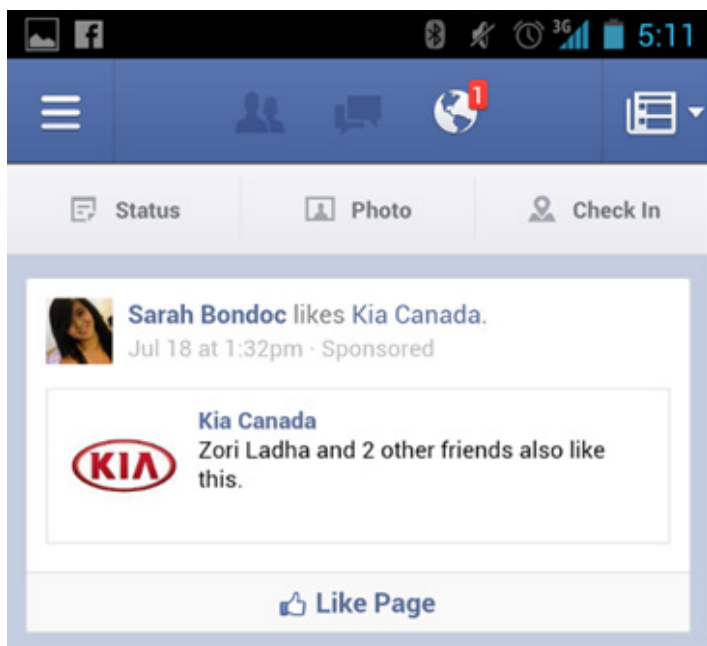 3G 5:11
1
Status Photo Check In
Sarah Bondoc likes Kia Canada.
Jul 18 at 1:32pm · Sponsored
Kia Canada
KIA
Zori Ladha and 2 other friends also like
this.
Like Page